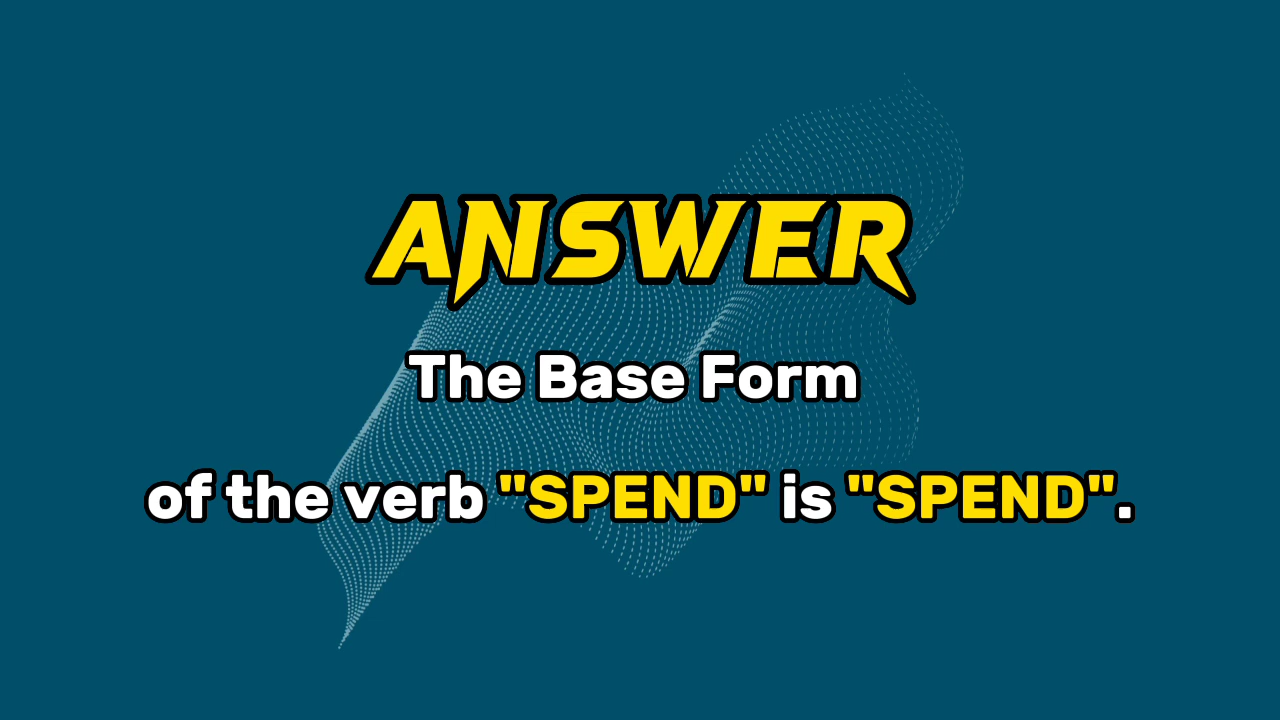 ANSWER
The Base Form
of the verb "SPEND" is "SPEND".